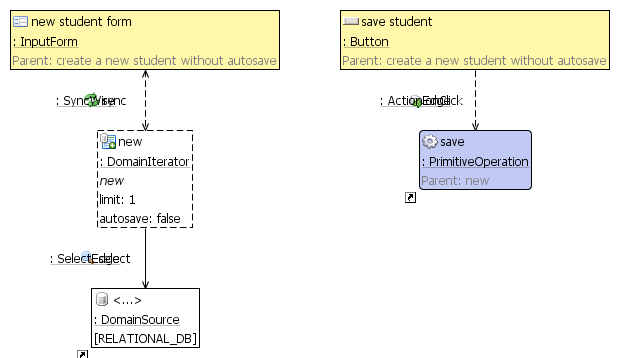 new student form
: InputForm
Parent: create a new student without autosave
save student
: Button
Parent: create a new student without autosave
: SyncWire
sync
: ActionEdge
onClick
new
: DomainIterator
new
limit: 1
autosave: false
save
: PrimitiveOperation
Parent: new
: SelectEdge
select
<...>
: DomainSource
[RELATIONAL_DB]